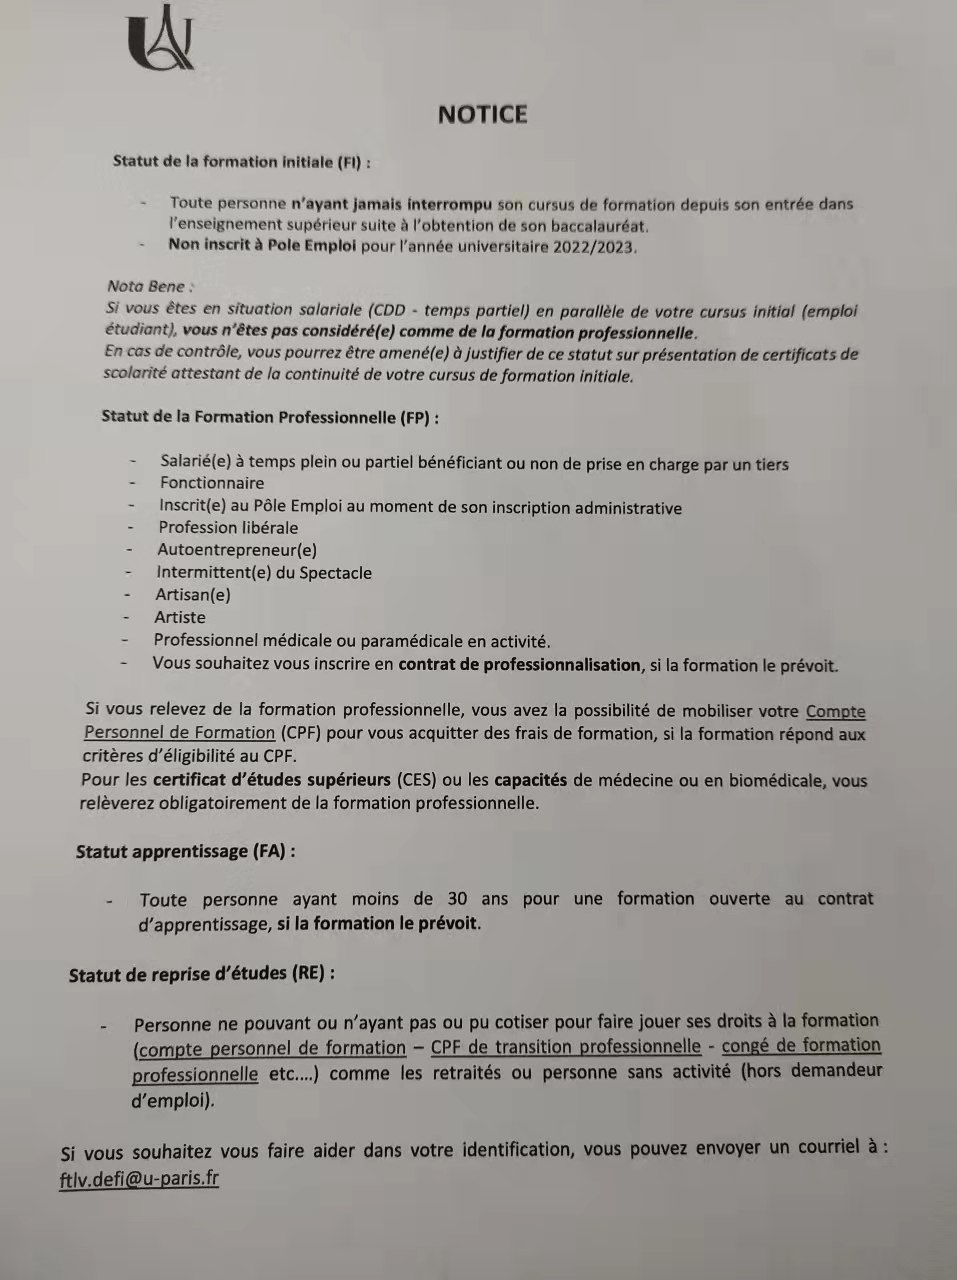 NOTICE
Statut de la formation initiale (FI) :
- Toute personne n'ayant jamais interrompu son cursus de formation depuis son entrée dans
l'enseignement supérieur suite à l'obtention de son baccalauréat.
- Non inscrit à Pole Emploi pour l'année universitaire 2022/2023.
Nota Bene :
Si vous êtes en situation salariale (CDD - temps partiel) en parallèle de votre cursus initial (emploi
étudiant), vous n'êtes pas considéré(e) comme de la formation professionnelle.
En cas de contrôle, vous pourrez être amené(e) à justifier de ce statut sur présentation de certificats de
scolarité attestant de la continuité de votre cursus de formation initiale.
Statut de la Formation Professionnelle (FP) :
- Salarié(e) à temps plein ou partiel bénéficiant ou non de prise en charge par un tiers
- Fonctionnaire
- Inscrit(e) au Pôle Emploi au moment de son inscription administrative
- Profession libérale
- Autoentrepreneur(e)
- Intermittent(e) du Spectacle
- Artisan(e)
- Artiste
- Professionnel médicale ou paramédicale en activité.
- Vous souhaitez vous inscrire en contrat de professionnalisation, si la formation le prévoit.
Si vous relevez de la formation professionnelle, vous avez la possibilité de mobiliser votre Compte
Personnel de Formation (CPF) pour vous acquitter des frais de formation, si la formation répond aux
critères d'éligibilité au CPF.
Pour les certificat d'études supérieurs (CES) ou les capacités de médecine ou en biomédicale, vous
relèverez obligatoirement de la formation professionnelle.
Statut apprentissage (FA) :
- Toute personne ayant moins de 30 ans pour une formation ouverte au contrat
d'apprentissage, si la formation le prévoit.
Statut de reprise d'études (RE) :
- Personne ne pouvant ou n'ayant pas ou pu cotiser pour faire jouer ses droits à la formation
(compte personnel de formation – CPF de transition professionnelle - congé de formation
professionnelle etc....) comme les retraités ou personne sans activité (hors demandeur
d'emploi).
Si vous souhaitez vous faire aider dans votre identification, vous pouvez envoyer un courriel à :
ftlv.defi@u-paris.fr